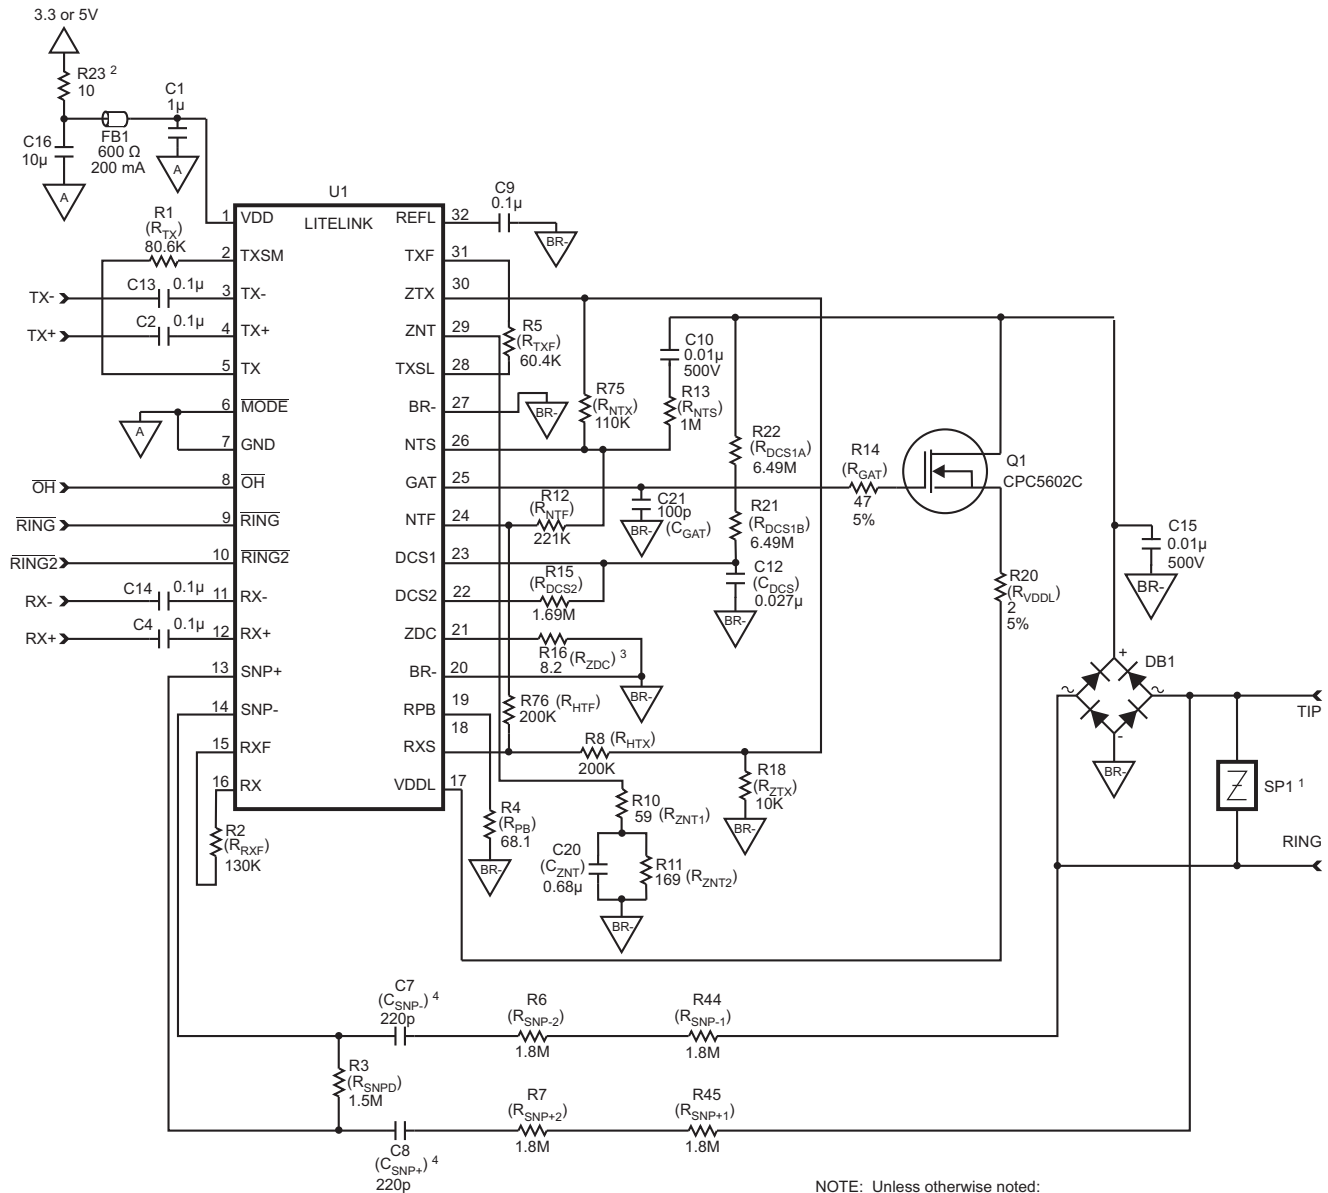 3.3 or 5V
R23 2
10
C1
1µ
C16
10µ
FB1
600 Ω
200 mA
A
A
U1
LITELINK
R1
(RTX)
80.6K
C13
0.1µ
TX-
C2
0.1µ
TX+
A
OH
RING
RING2
C14
0.1µ
RX-
C4
0.1µ
RX+
R2
(RRXF)
130K
1 VDD
2 TXSM
3 TX-
4 TX+
5 TX
6 MODE
7 GND
8 OH
9 RING
10 RING2
11 RX-
12 RX+
13 SNP+
14 SNP-
15 RXF
16 RX
REFL 32
TXF 31
ZTX 30
ZNT 29
TXSL 28
BR- 27
NTS 26
GAT 25
NTF 24
DCS1 23
DCS2 22
ZDC 21
BR- 20
RPB 19
RXS 18
VDDL 17
C9
0.1µ
BR-
R5
(RTXF)
60.4K
BR-
R75
(RNTX)
110K
C10
0.01µ
500V
R13
(RNTS)
1M
R22
(RDCS1A)
6.49M
R14
(RGAT)
47
5%
Q1
CPC5602C
R12
(RNTF)
221K
C21
100p
(CGAT)
BR-
R21
(RDCS1B)
6.49M
C15
0.01µ
500V
BR-
R15
(RDCS2)
1.69M
C12
(CDCS)
0.027µ
BR-
R20
(RVDDL)
2
5%
R16 (RZDC) 3
8.2
BR-
R76 (RHTF)
200K
R8 (RHTX)
200K
R18
(RZTX)
10K
BR-
R4
(RPB)
68.1
BR-
R10
59 (RZNT1)
C20
(CZNT)
0.68µ
R11
169 (RZNT2)
BR-
+
DB1
~
~
-
BR-
TIP
SP1 1
RING
C7
(CSNP-) 4
220p
R6
(RSNP-2)
1.8M
R44
(RSNP-1)
1.8M
R3
(RSNPD)
1.5M
C8
(CSNP+) 4
220p
R7
(RSNP+2)
1.8M
R45
(RSNP+1)
1.8M
NOTE: Unless otherwise noted: